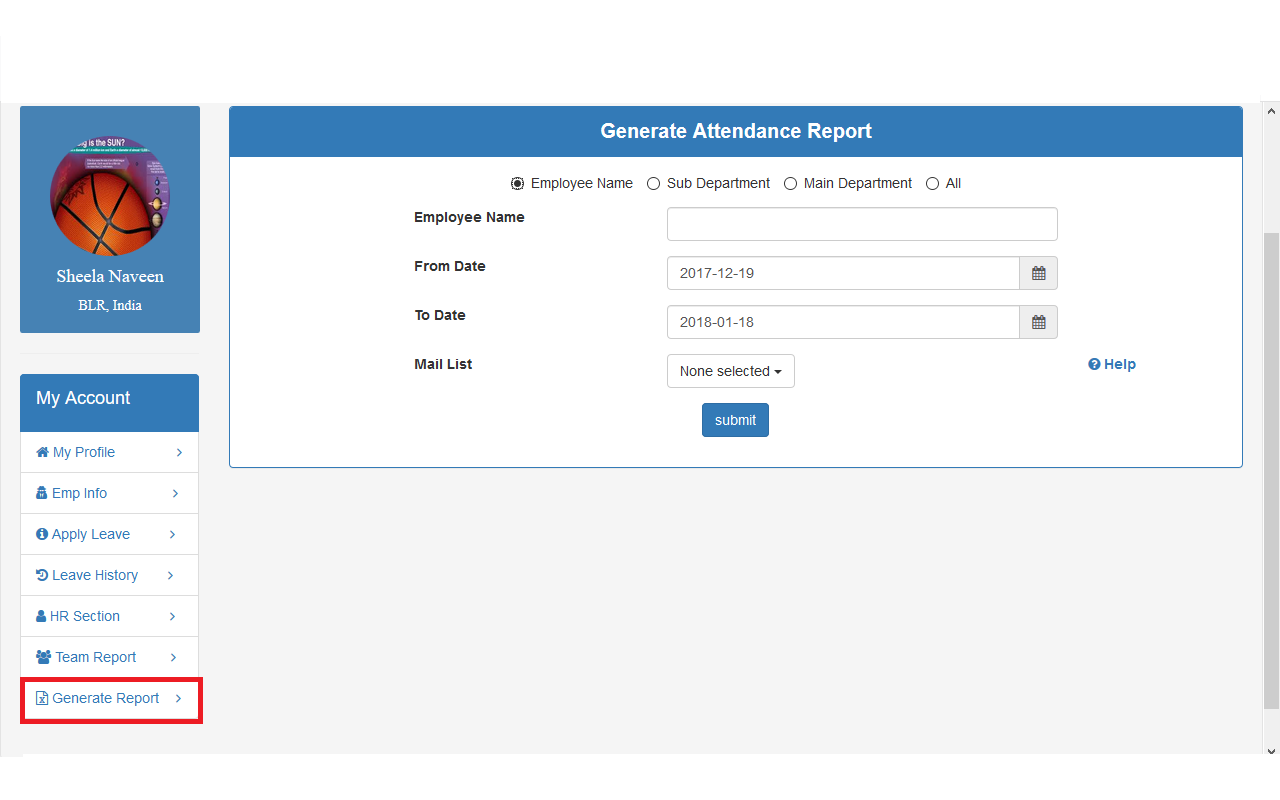 g is the SUN?
Sheela Naveen
BLR, India
My Account
My Profile
Emp Info
Apply Leave
Leave History
HR Section
Team Report
Generate Report
Generate Attendance Report
Employee Name Sub Department Main Department All
Employee Name
From Date 2017-12-19
To Date 2018-01-18
Mail List None selected Help
submit